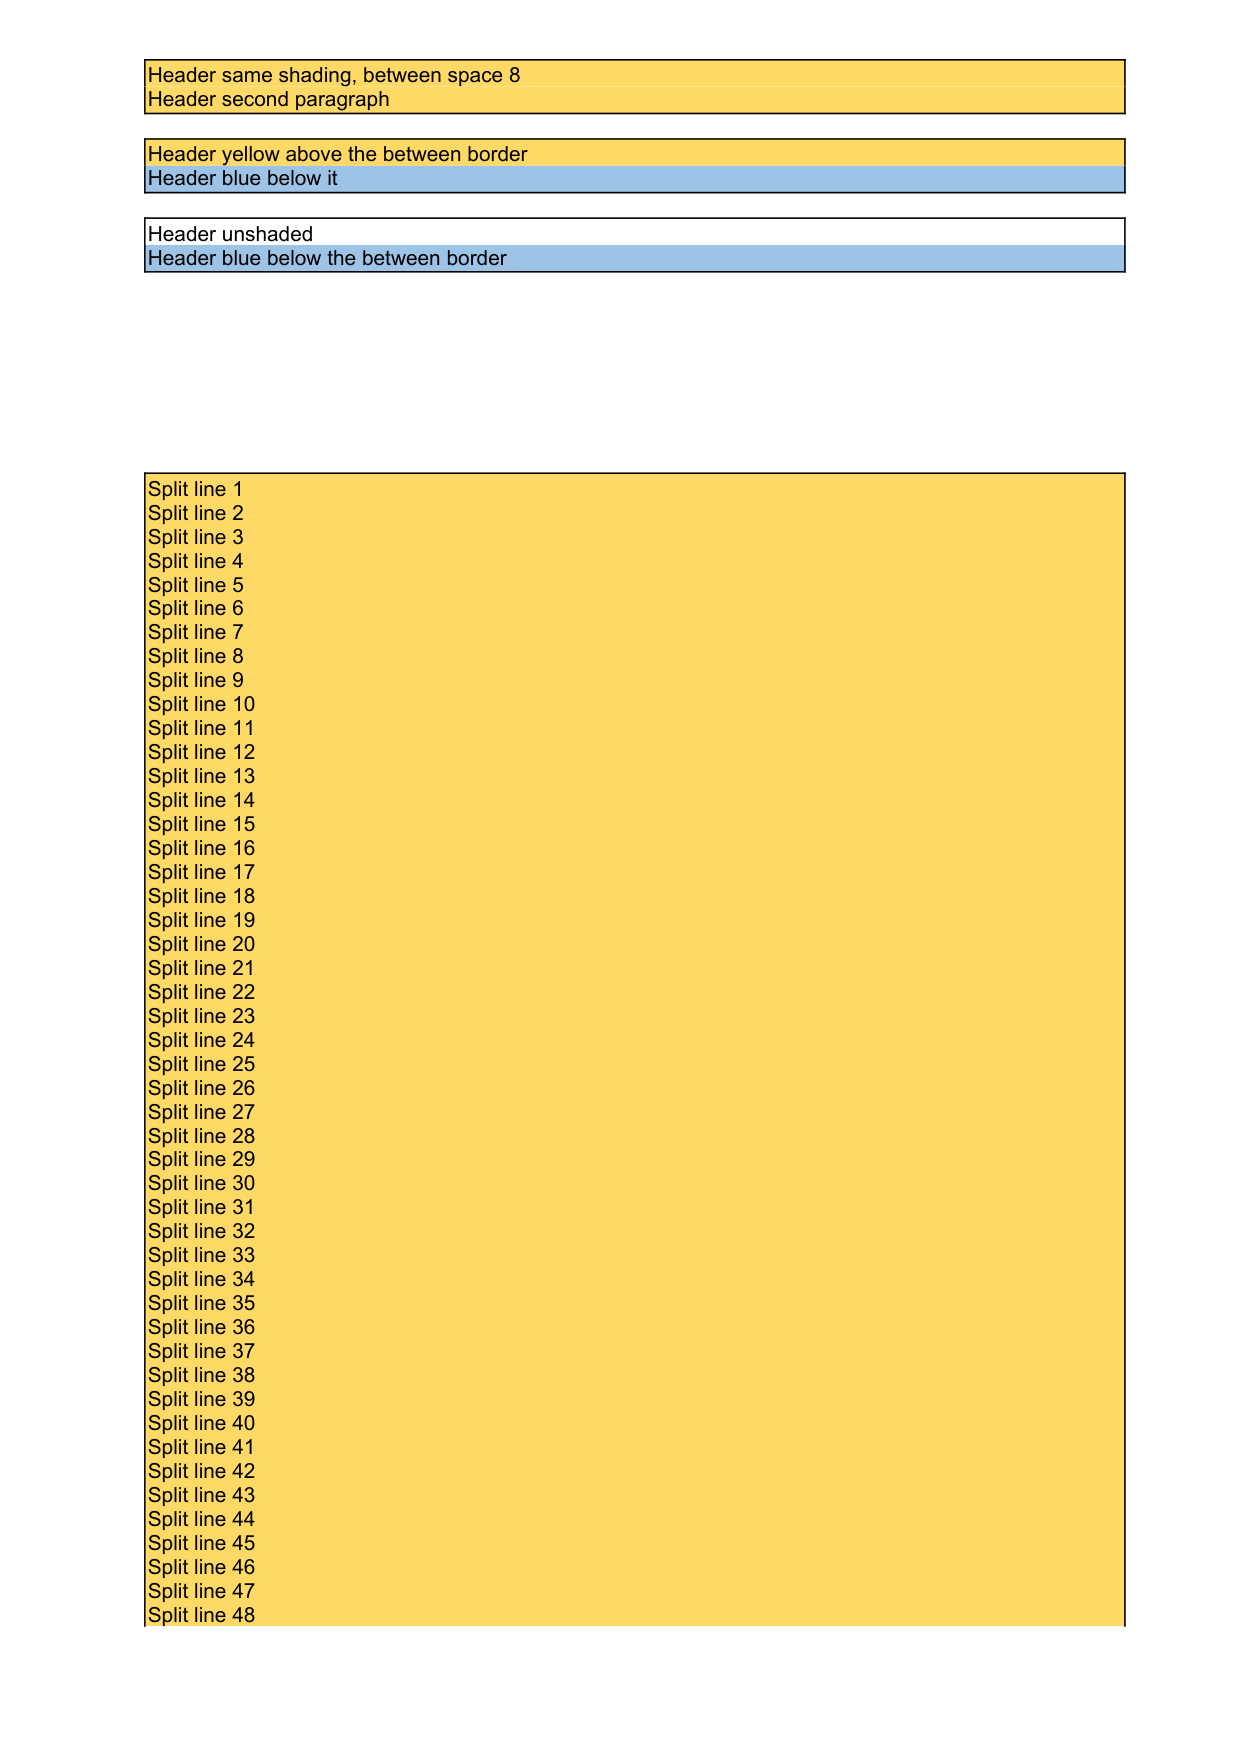 Header same shading, between space 8
Header second paragraph
Header yellow above the between border
Header blue below it
Header unshaded
Header blue below the between border
Split line 1
Split line 2
Split line 3
Split line 4
Split line 5
Split line 6
Split line 7
Split line 8
Split line 9
Split line 10
Split line 11
Split line 12
Split line 13
Split line 14
Split line 15
Split line 16
Split line 17
Split line 18
Split line 19
Split line 20
Split line 21
Split line 22
Split line 23
Split line 24
Split line 25
Split line 26
Split line 27
Split line 28
Split line 29
Split line 30
Split line 31
Split line 32
Split line 33
Split line 34
Split line 35
Split line 36
Split line 37
Split line 38
Split line 39
Split line 40
Split line 41
Split line 42
Split line 43
Split line 44
Split line 45
Split line 46
Split line 47
Split line 48